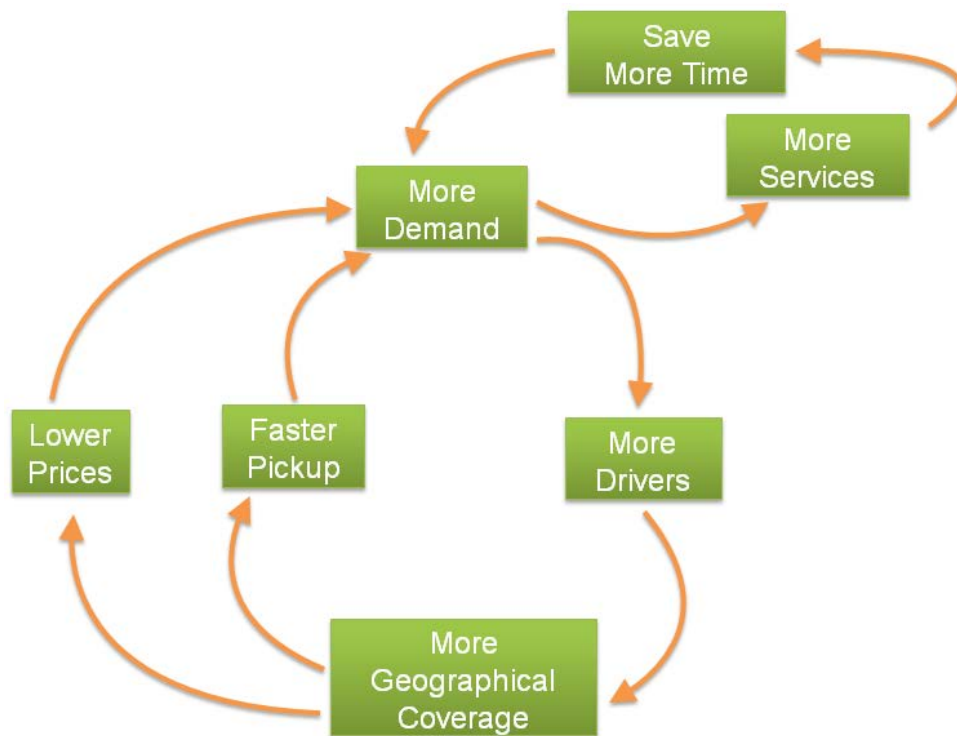 Save
More Time
More
Services
More
Demand
Lower
Prices
Faster
Pickup
More
Drivers
More
Geographical
Coverage